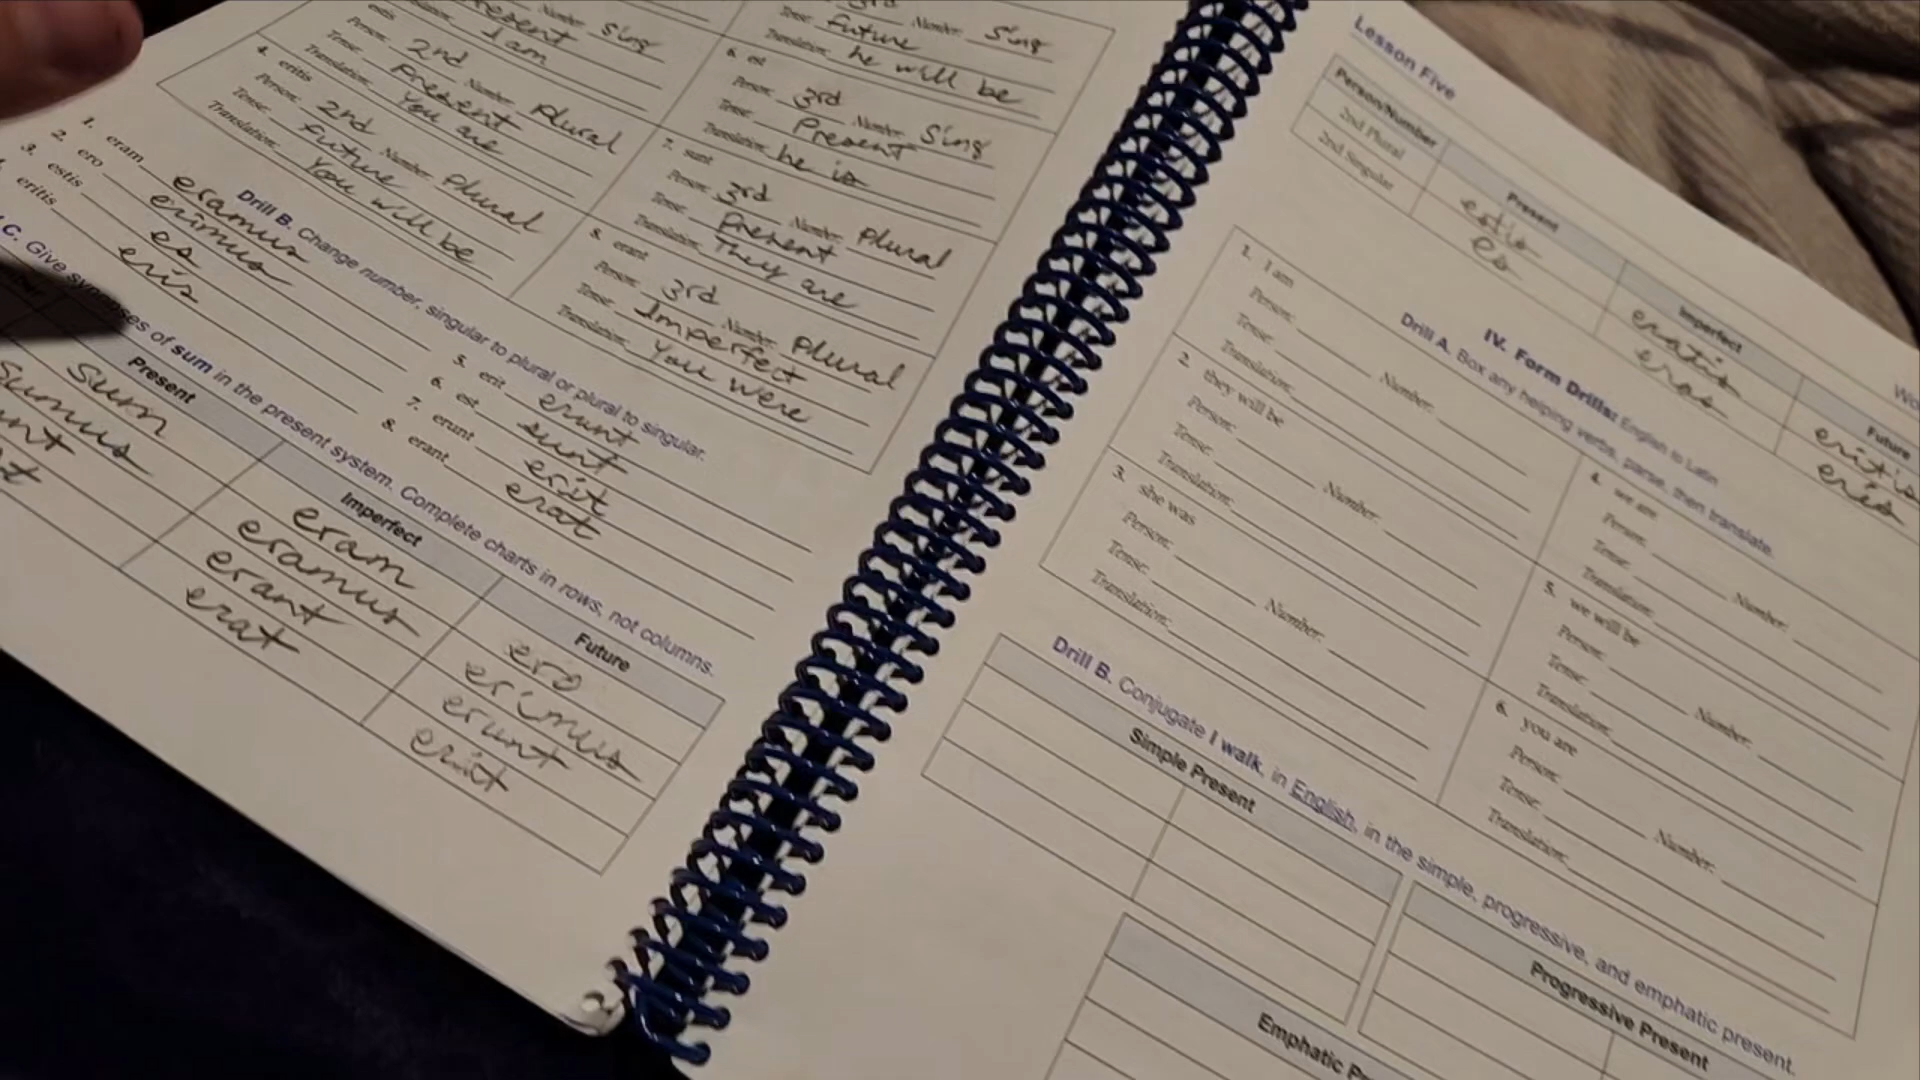 Number Sing
Present
I am
estis
Person: 2nd Number: Plural
Tense: Present
Translation: You are
4. eritis
Person: 2nd Number: Plural
Tense: future
Translation: You will be
3rd Number: Sing
Tense: future
Translation: he will be
6. est
Person: 3rd Number: Sing
Tense: Present
Translation: he is
7. sunt
Person: 3rd Number: Plural
Tense: Present
Translation: They are
8. erant
Person: 3rd Number: Plural
Tense: Imperfect
Translation: You were
Drill B. Change number, singular to plural or plural to singular.
1. eram eramus
2. ero erimus
3. estis es
eritis eris
5. erit erunt
6. est sunt
7. erunt erit
8. erant erat
C. Give synopses of sum in the present system. Complete charts in rows, not columns.
Present
Imperfect
Future
sum eram ero
sumus eramus erimus
erant erunt
erat erit
Lesson Five
Person/Number Present Imperfect Future
2nd Plural estis eratis eritis
2nd Singular es eras eris
IV. Form Drills: English to Latin
Drill A. Box any helping verbs, parse, then translate.
1. I am
Person: Number:
Tense:
Translation:
2. they will be
Person: Number:
Tense:
Translation:
3. she was
Person: Number:
Tense:
Translation:
4. we are
Person: Number:
Tense:
Translation:
5. we will be
Person: Number:
Tense:
Translation:
6. you are
Person: Number:
Tense:
Translation:
Drill B. Conjugate I walk, in English, in the simple, progressive, and emphatic present.
Simple Present
Progressive Present
Emphatic